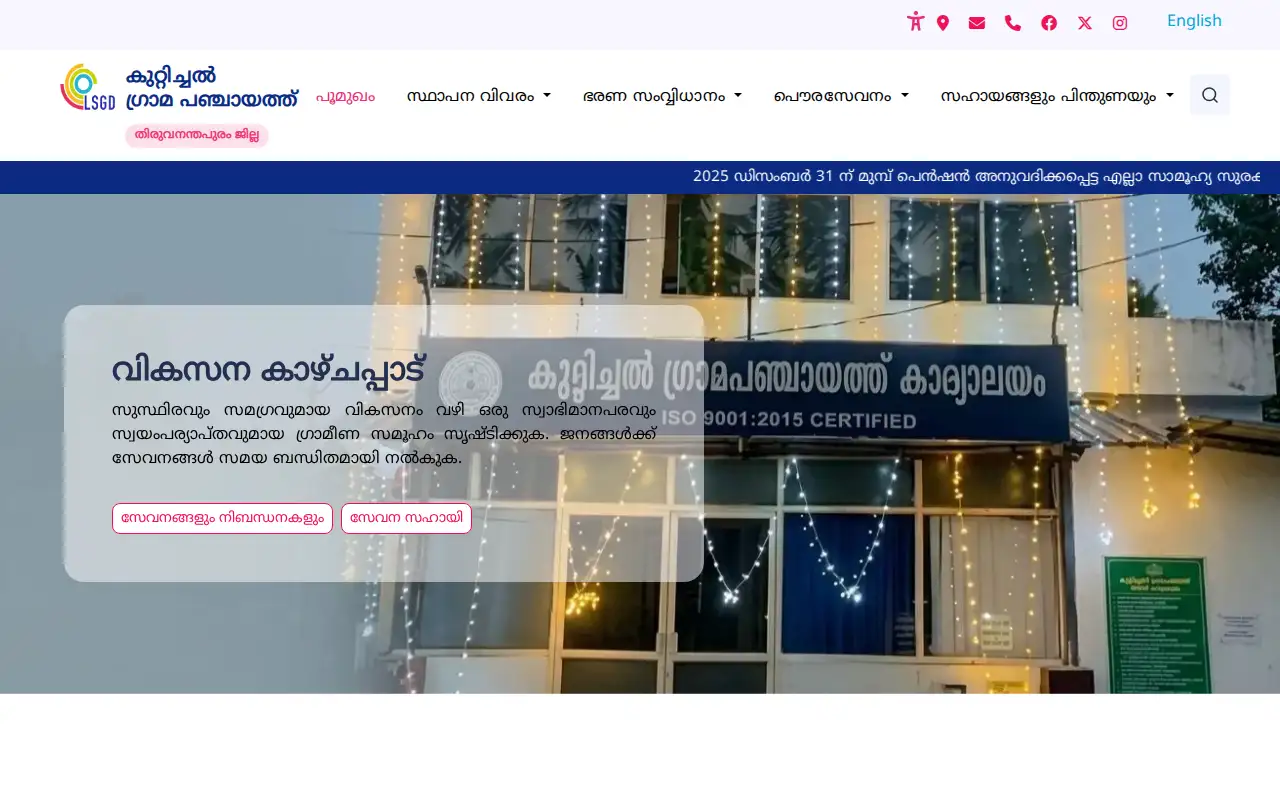 English
കുറ്റിച്ചൽ
ഗ്രാമ പഞ്ചായത്ത്
LSGD
തിരുവനന്തപുരം ജില്ല
പൂമുഖം
സ്ഥാപന വിവരം
ഭരണ സംവ്വിധാനം
പൌരസേവനം
സഹായങ്ങളും പിന്തുണയും
2025 ഡിസംബർ 31 ന് മുമ്പ് പെൻഷൻ അനുവദിക്കപ്പെട്ട എല്ലാ സാമൂഹ്യ
വികസന കാഴ്ചപ്പാട്
സുസ്ഥിരവും സമഗ്രവുമായ വികസനം വഴി ഒരു സ്വാഭിമാനപരവും
സ്വയംപര്യാപ്തവുമായ ഗ്രാമീണ സമൂഹം സൃഷ്ടിക്കുക. ജനങ്ങൾക്ക്
സേവനങ്ങൾ സമയ ബന്ധിതമായി നൽകുക.
സേവനങ്ങളും നിബന്ധനകളും
സേവന സഹായി
കുറ്റിച്ചൽ ഗ്രാമപഞ്ചായത്ത് കാര്യാലയം
ISO 9001:2015 CERTIFIED